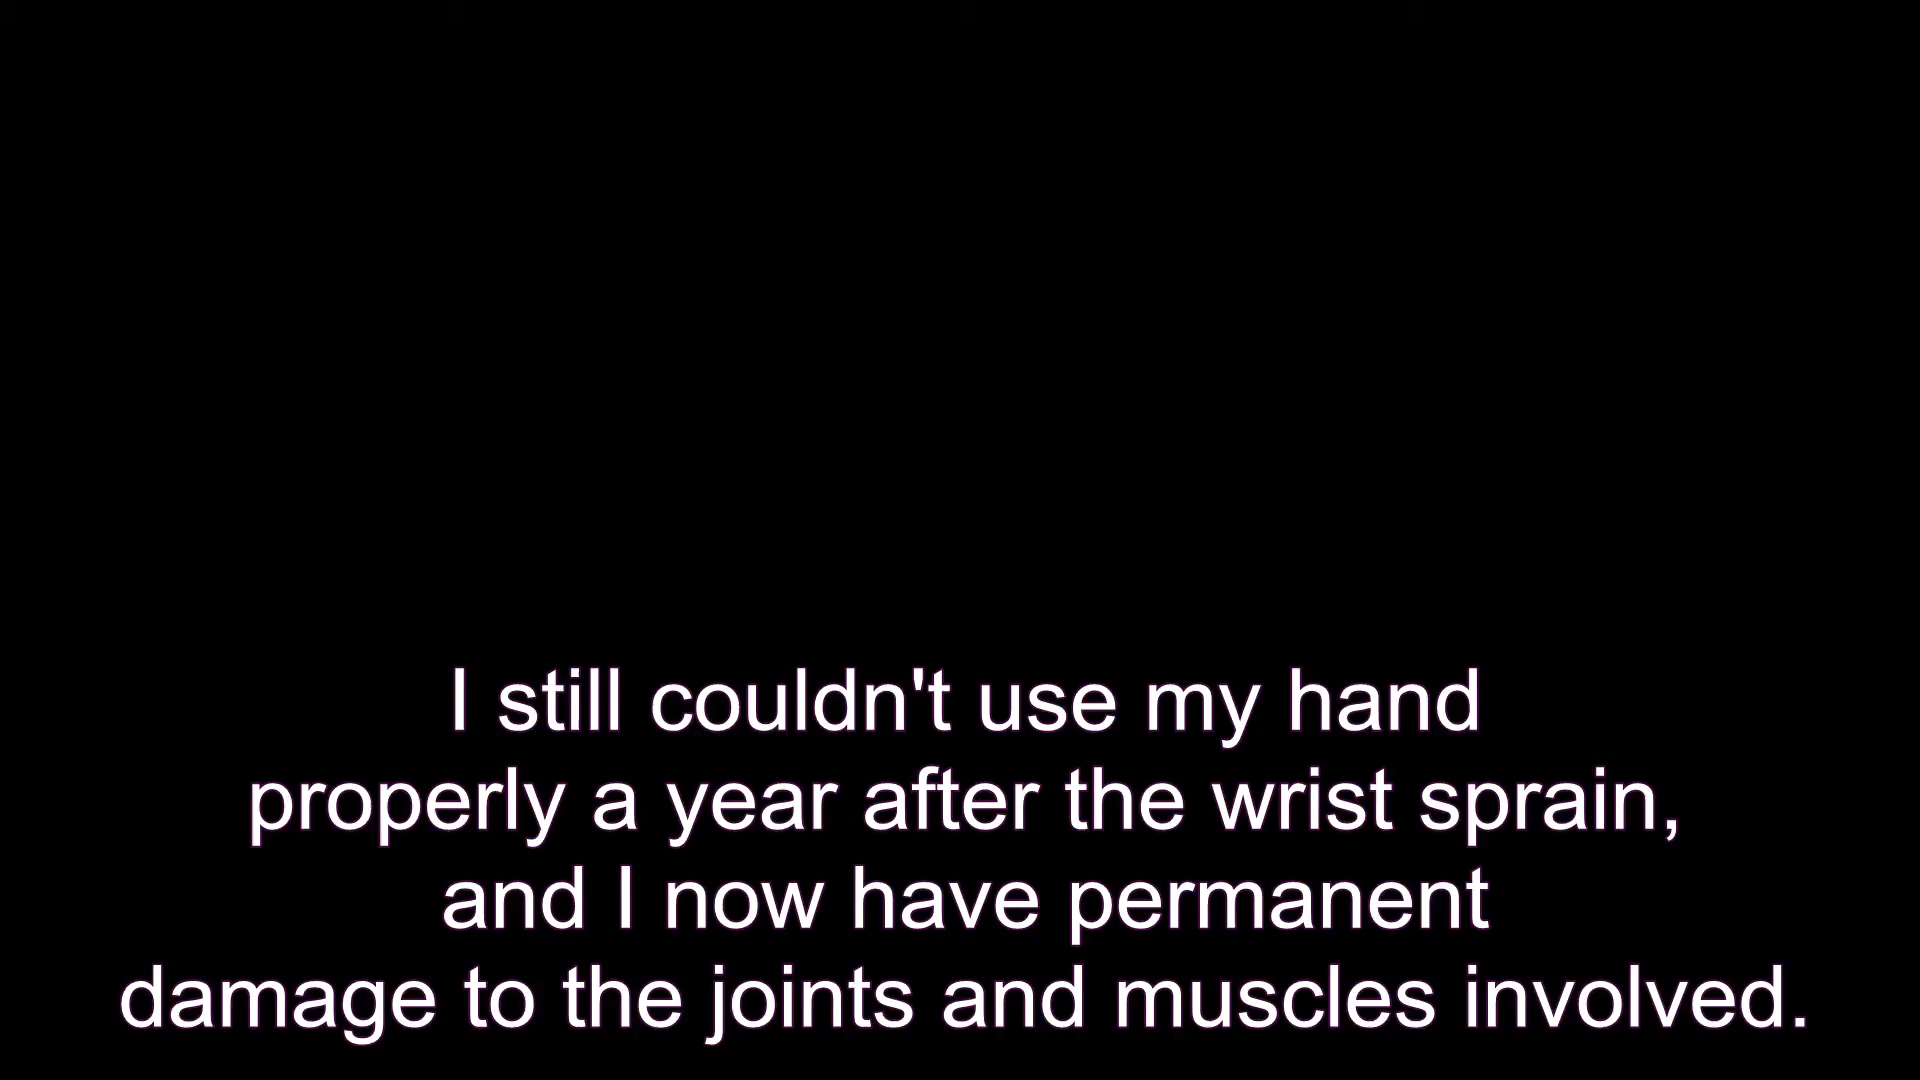 I still couldn't use my hand
properly a year after the wrist sprain,
and I now have permanent
damage to the joints and muscles involved.